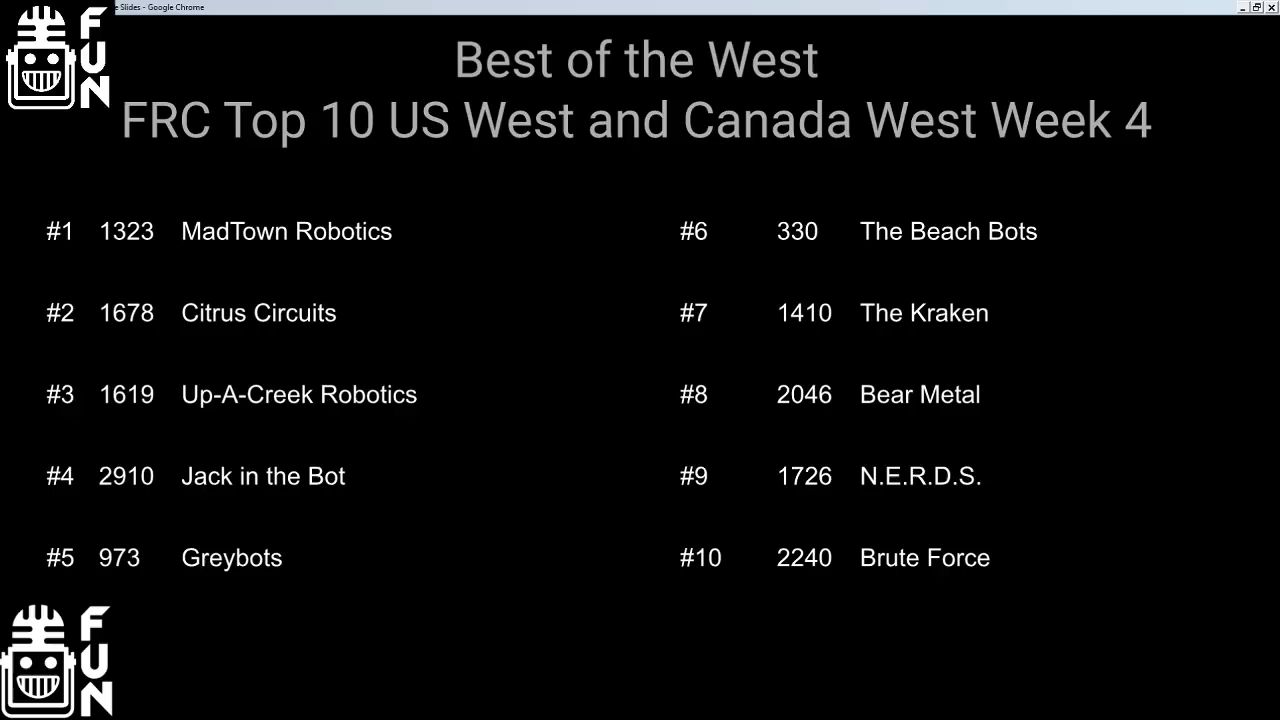 e Slides - Google Chrome
FUN
Best of the West
FRC Top 10 US West and Canada West Week 4
#1 1323 MadTown Robotics
#2 1678 Citrus Circuits
#3 1619 Up-A-Creek Robotics
#4 2910 Jack in the Bot
#5 973 Greybots
#6 330 The Beach Bots
#7 1410 The Kraken
#8 2046 Bear Metal
#9 1726 N.E.R.D.S.
#10 2240 Brute Force
FUN